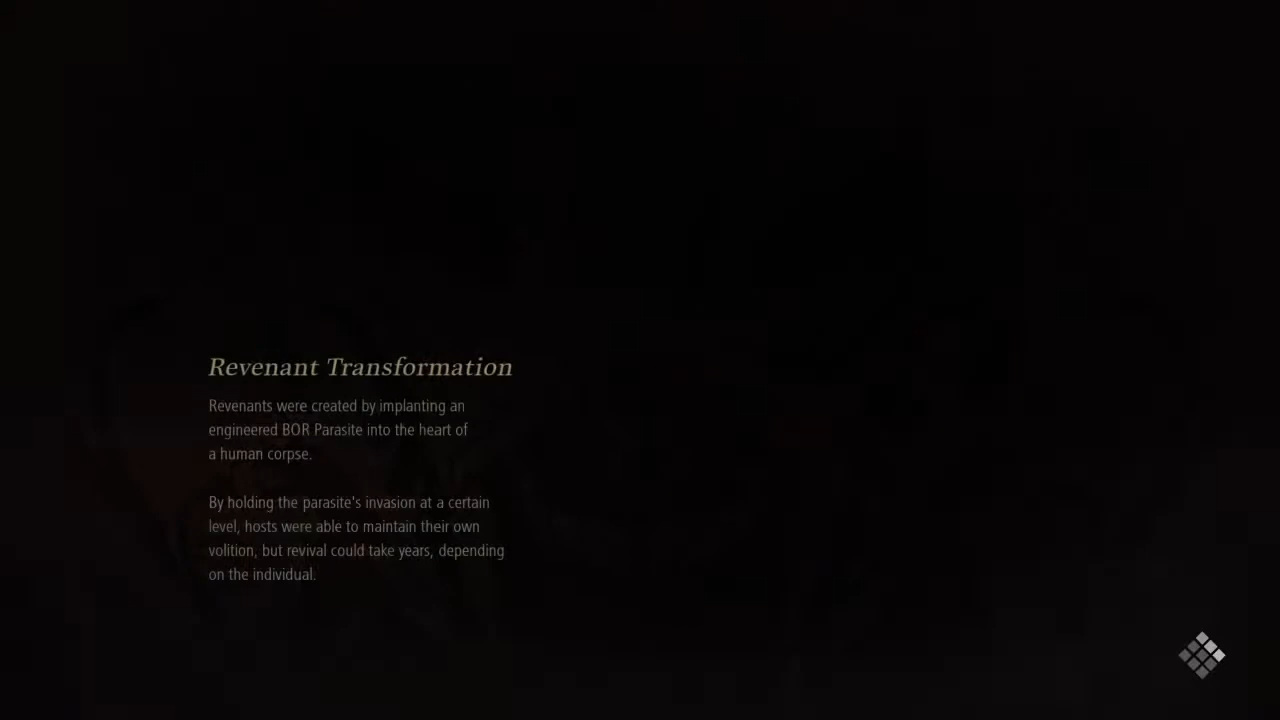 Revenant Transformation
Revenants were created by implanting an
engineered BOR Parasite into the heart of
a human corpse.
By holding the parasite's invasion at a certain
level, hosts were able to maintain their own
volition, but revival could take years, depending
on the individual.